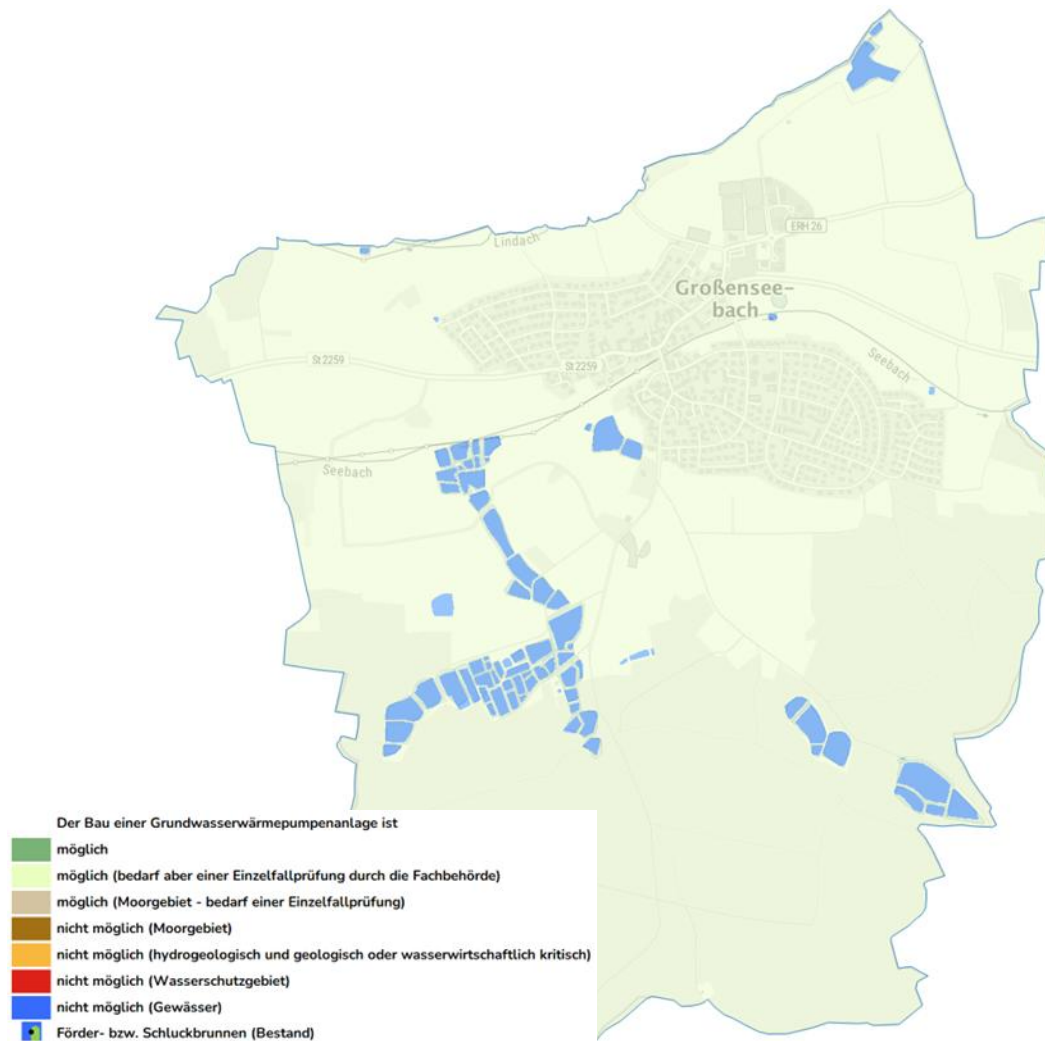 Lindach
ERH 26
Großensee-
bach
St 2259
St 2259
Seebach
Seebach
Der Bau einer Grundwasserwärmepumpenanlage ist
möglich
möglich (bedarf aber einer Einzelfallprüfung durch die Fachbehörde)
möglich (Moorgebiet - bedarf einer Einzelfallprüfung)
nicht möglich (Moorgebiet)
nicht möglich (hydrogeologisch und geologisch oder wasserwirtschaftlich kritisch)
nicht möglich (Wasserschutzgebiet)
nicht möglich (Gewässer)
Förder- bzw. Schluckbrunnen (Bestand)